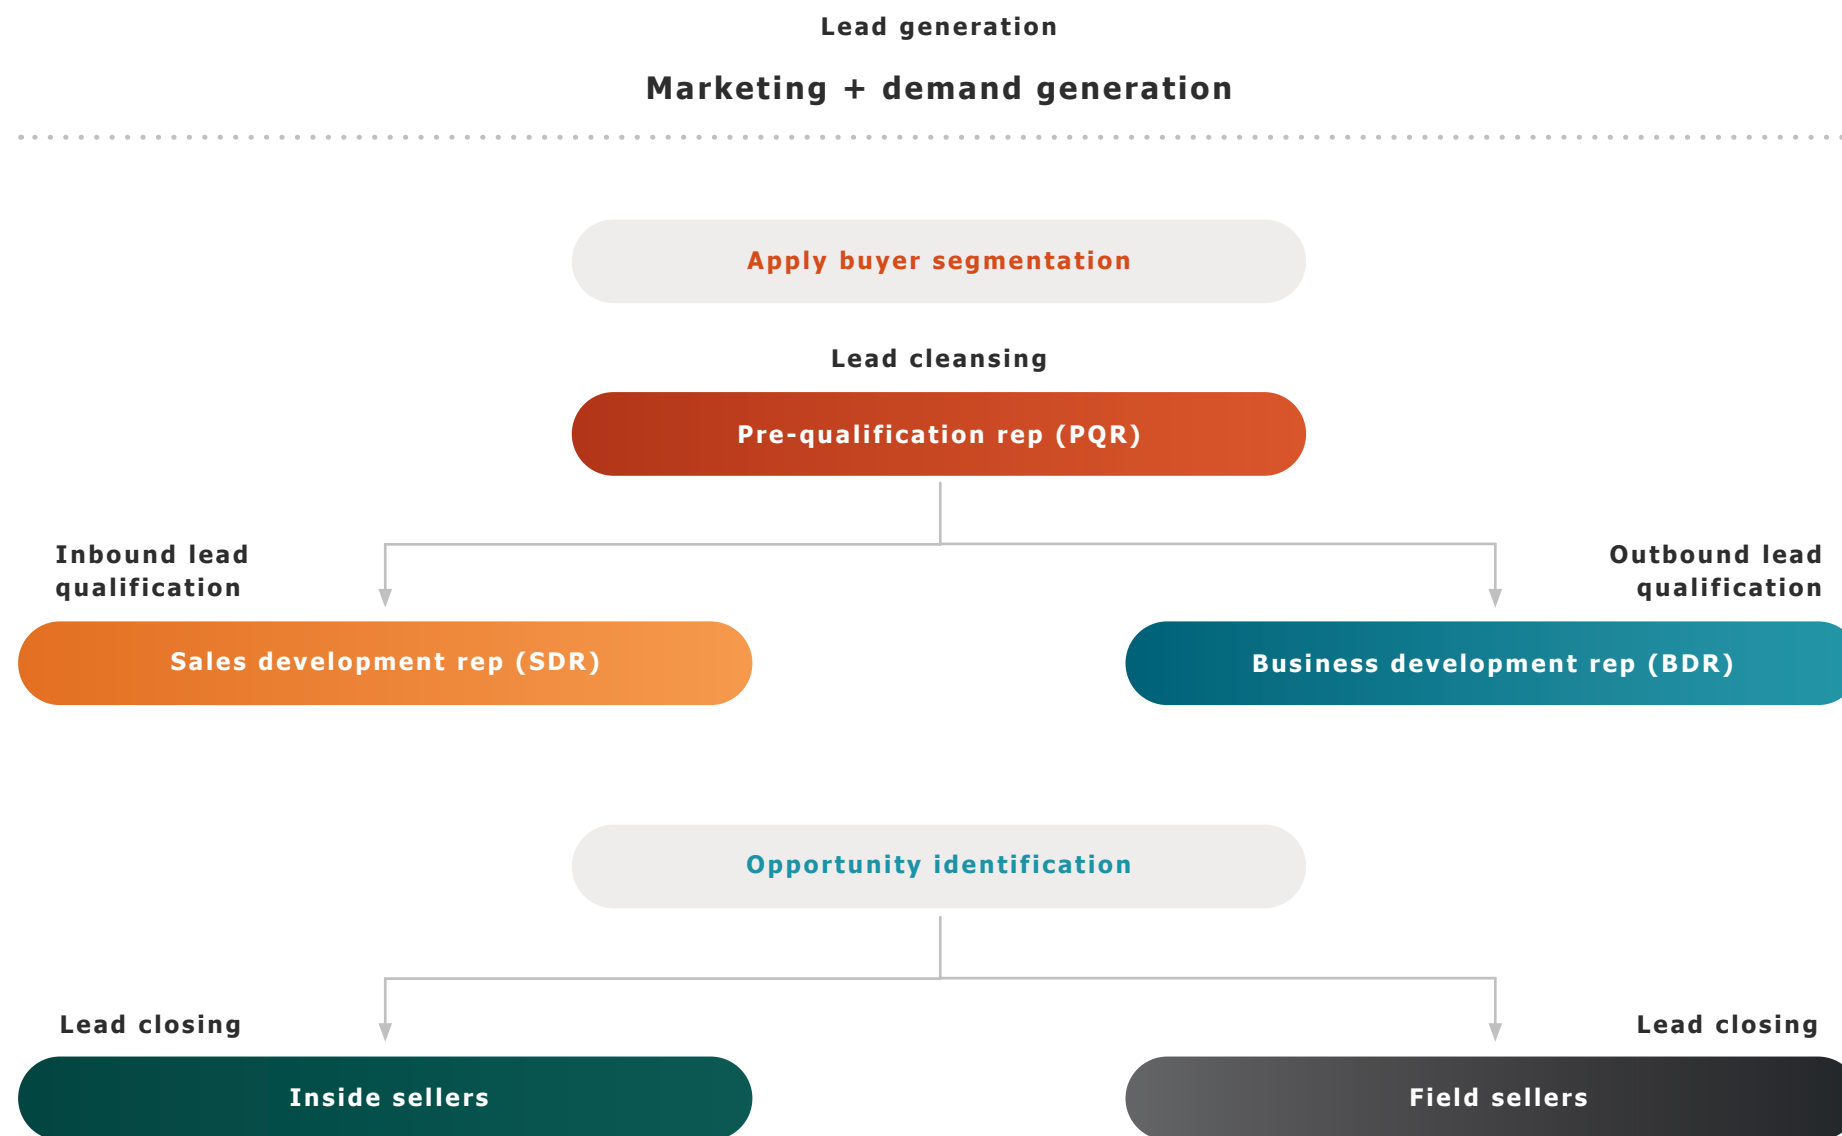 Lead generation
Marketing + demand generation
Apply buyer segmentation
Lead cleansing
Pre-qualification rep (PQR)
Inbound lead
qualification
Outbound lead
qualification
Sales development rep (SDR)
Business development rep (BDR)
Opportunity identification
Lead closing
Lead closing
Inside sellers
Field sellers